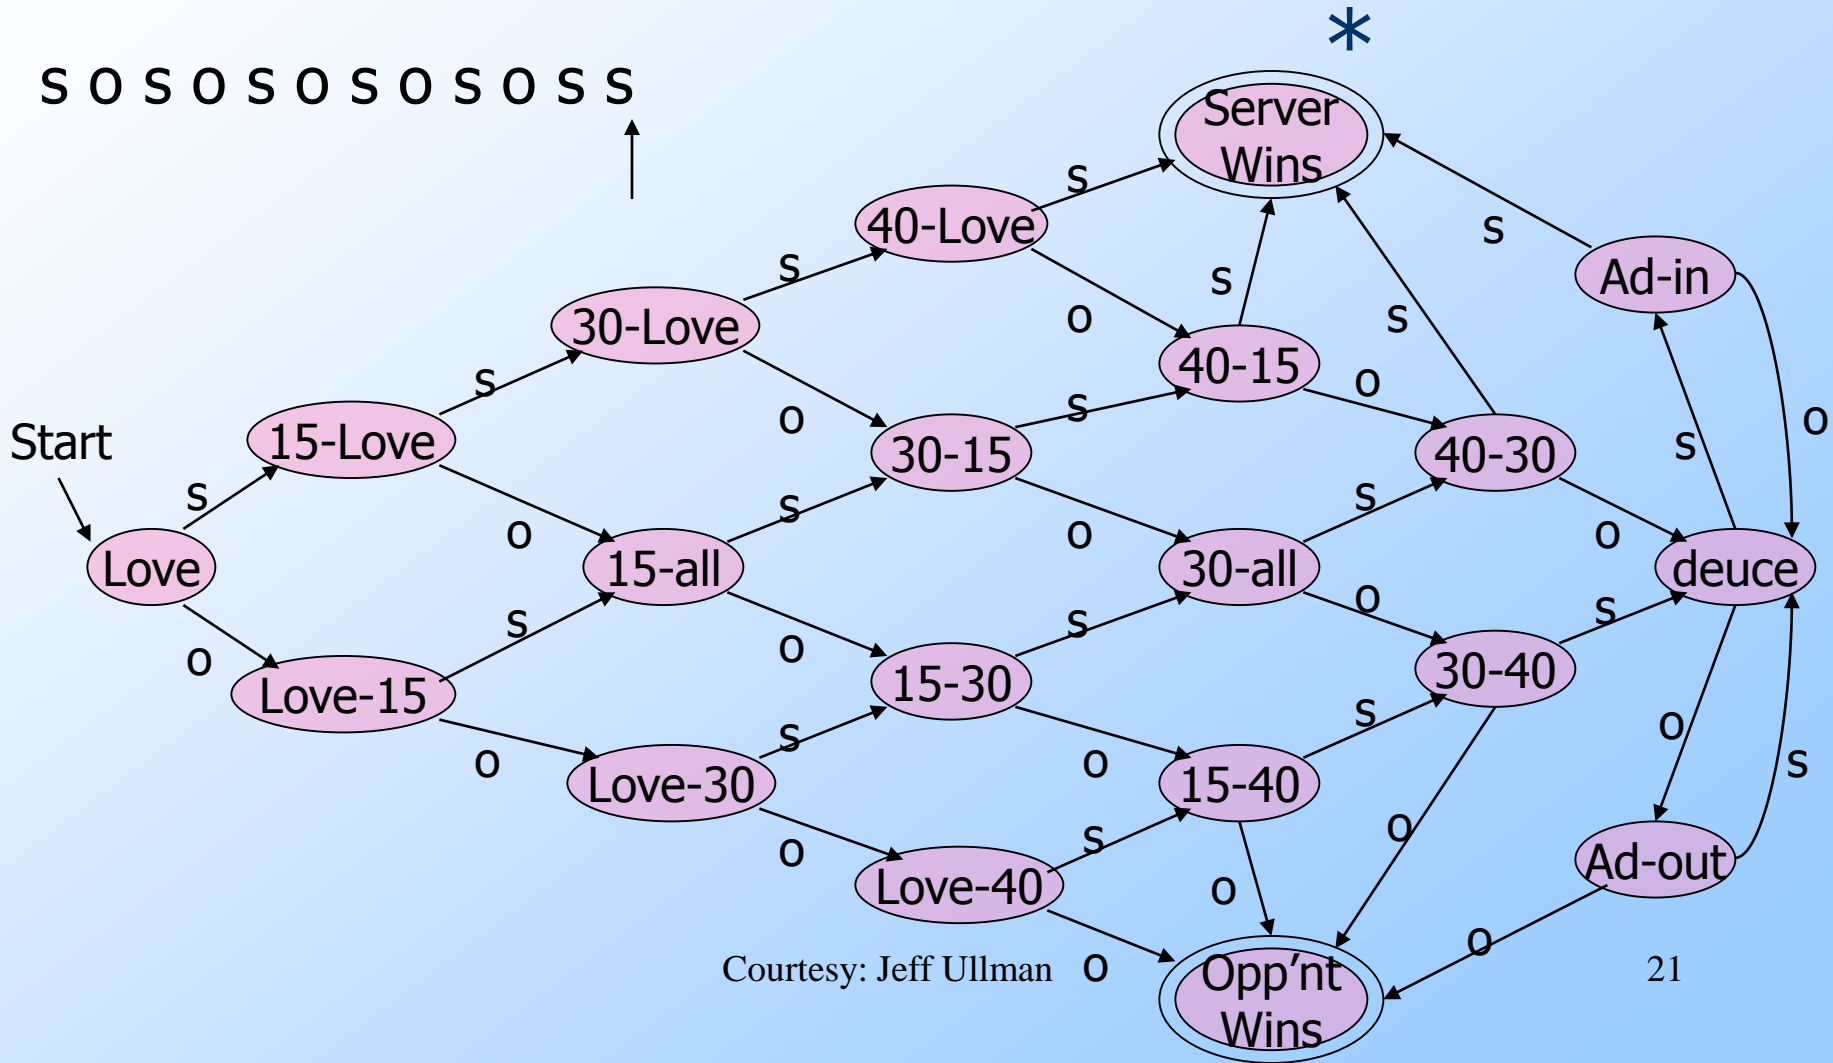 *
s o s o s o s o s o s s
Server
Wins
s
40-Love
s
s
Ad-in
s
s
o
s
30-Love
40-15
o
s
o
o
s
Start
15-Love
30-15
40-30
s
s
s
o
o
s
o
o
Love
15-all
30-all
deuce
s
s
o
s
o
o
Love-15
15-30
30-40
s
o
s
o
o
s
Love-30
15-40
o
s
o
Love-40
o
Ad-out
o
Courtesy: Jeff Ullman
o
Opp’nt
Wins
21